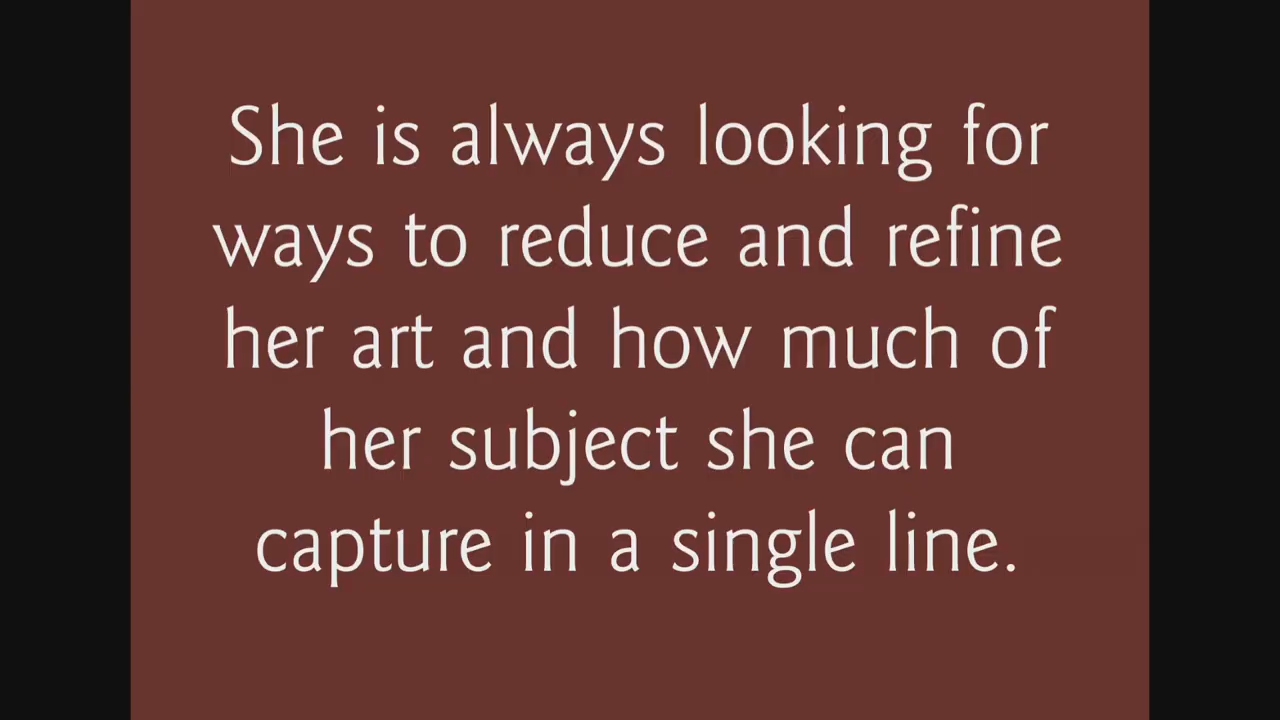 She is always looking for
ways to reduce and refine
her art and how much of
her subject she can
capture in a single line.